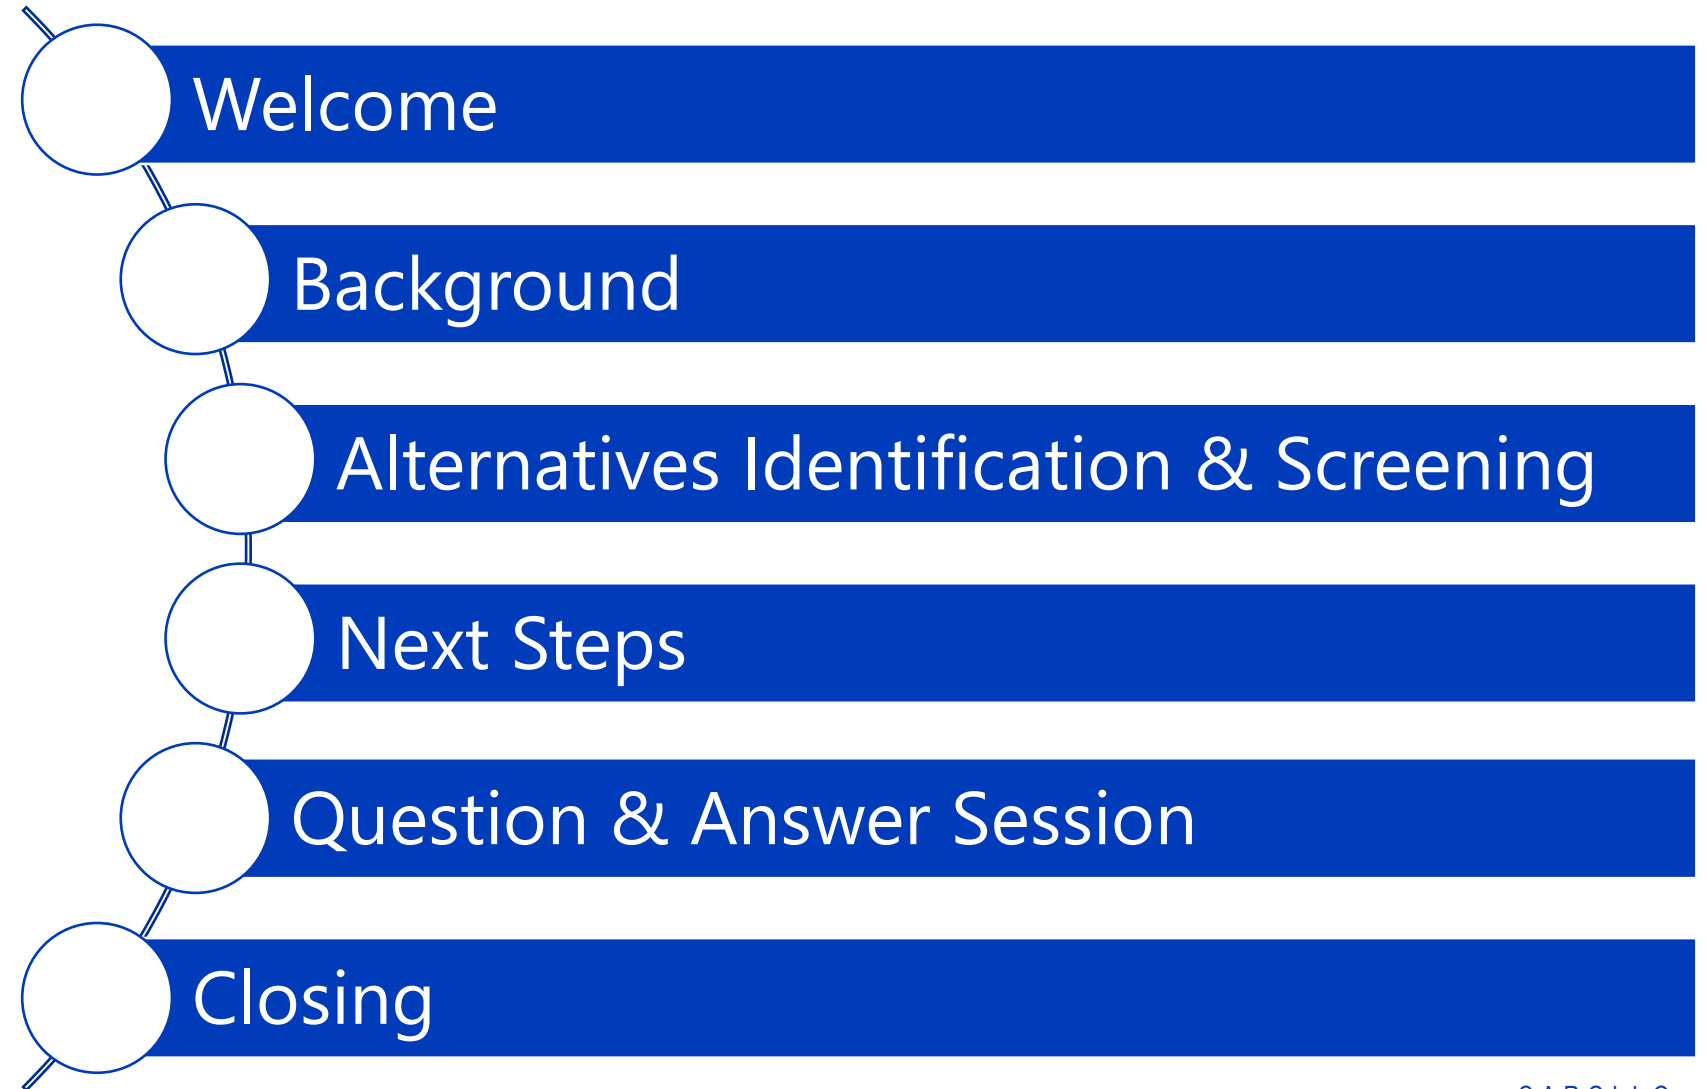 Welcome
Background
Alternatives Identification & Screening
Next Steps
Question & Answer Session
Closing